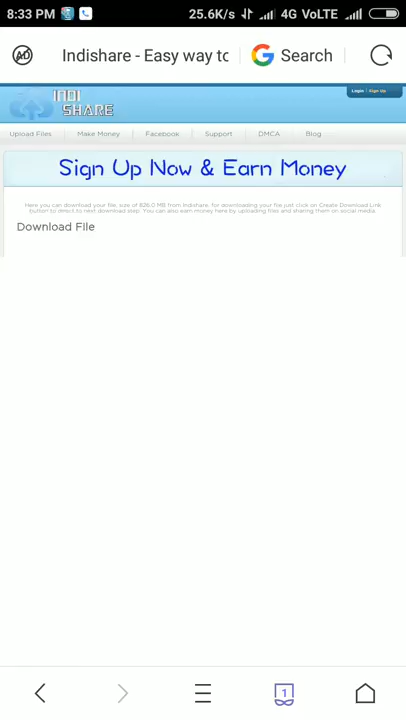 8:33 PM
25.6K/s 4G VoLTE
AD
Indishare - Easy way to
Search
INDI
SHARE
Login | Sign Up
Upload Files
Make Money
Facebook
Support
DMCA
Blog
Sign Up Now & Earn Money
Here you can download your file, size of 826.0 MB from Indishare, for downloading your file just click on Create Download Link
button to direct to next download step. You can also earn money here by uploading files and sharing them on social media.
Download File
1